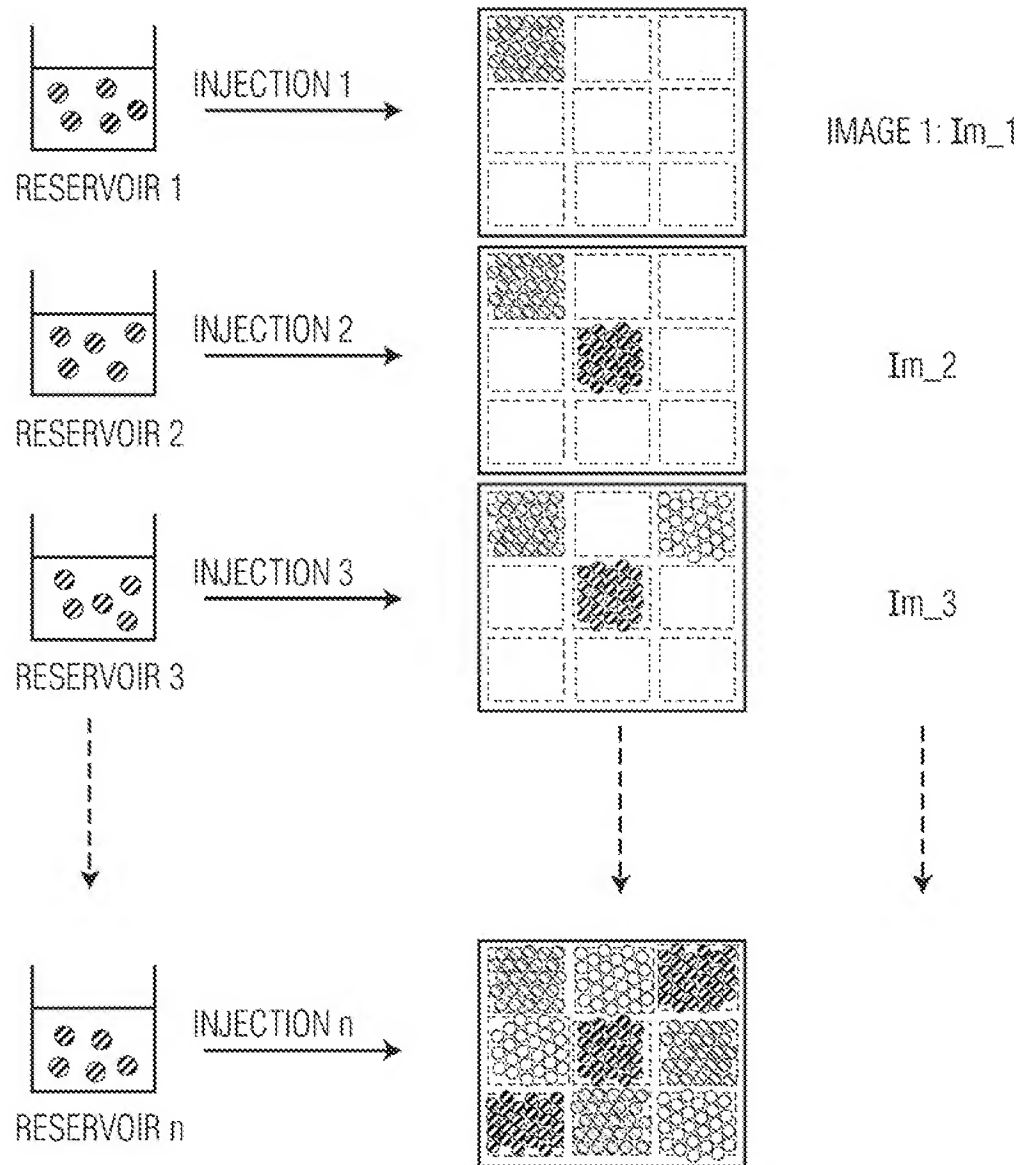 INJECTION 1
IMAGE 1: Im_1
RESERVOIR 1
INJECTION 2
Im_2
RESERVOIR 2
INJECTION 3
Im_3
RESERVOIR 3
INJECTION n
RESERVOIR n